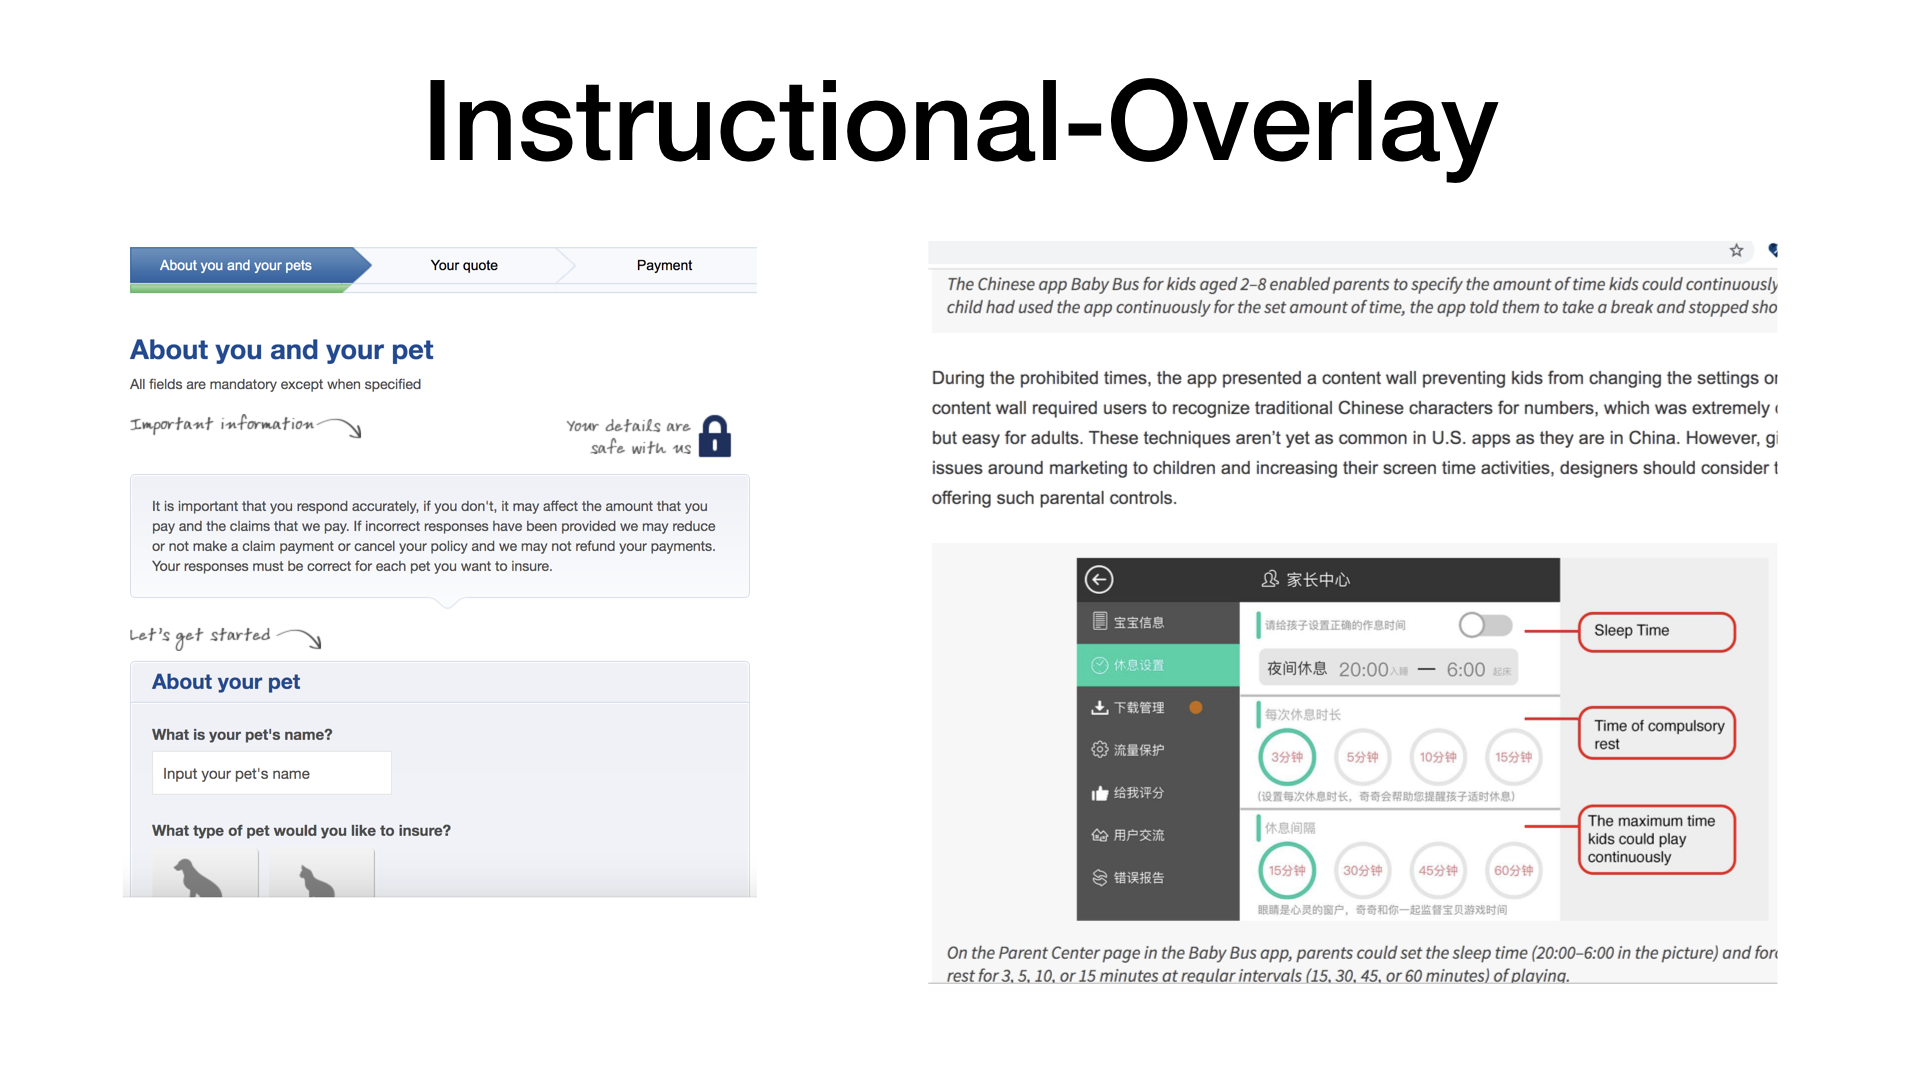 Instructional-Overlay
About you and your pets
Your quote
Payment
About you and your pet
All fields are mandatory except when specified
Important information
Your details are
safe with us
It is important that you respond accurately, if you don't, it may affect the amount that you
pay and the claims that we pay. If incorrect responses have been provided we may reduce
or not make a claim payment or cancel your policy and we may not refund your payments.
Your responses must be correct for each pet you want to insure.
Let's get started
About your pet
What is your pet's name?
Input your pet's name
What type of pet would you like to insure?
The Chinese app Baby Bus for kids aged 2–8 enabled parents to specify the amount of time kids could continuously
child had used the app continuously for the set amount of time, the app told them to take a break and stopped sho
During the prohibited times, the app presented a content wall preventing kids from changing the settings or
content wall required users to recognize traditional Chinese characters for numbers, which was extremely
but easy for adults. These techniques aren't yet as common in U.S. apps as they are in China. However, gi
issues around marketing to children and increasing their screen time activities, designers should consider t
offering such parental controls.
家长中心
宝宝信息
休息设置
下载管理
流量保护
给我评分
用户交流
错误报告
请给孩子设置正确的作息时间
夜间休息 20:00入睡 — 6:00 起床
每次休息时长
3分钟 5分钟 10分钟 15分钟
(设置每次休息时长，奇奇会帮助您提醒孩子适时休息)
休息间隔
15分钟 30分钟 45分钟 60分钟
眼睛是心灵的窗户，奇奇和你一起监督宝贝游戏时间
Sleep Time
Time of compulsory
rest
The maximum time
kids could play
continuously
On the Parent Center page in the Baby Bus app, parents could set the sleep time (20:00–6:00 in the picture) and forc
rest for 3, 5, 10, or 15 minutes at regular intervals (15, 30, 45, or 60 minutes) of playing.